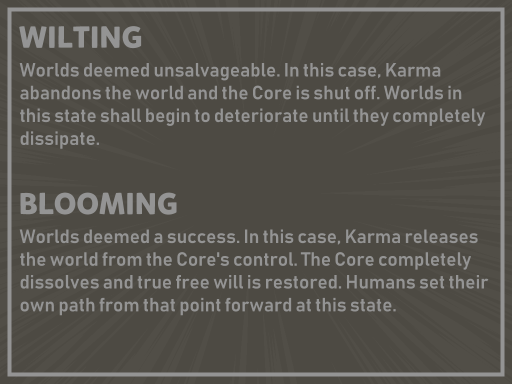 WILTING
Worlds deemed unsalvageable. In this case, Karma
abandons the world and the Core is shut off. Worlds in
this state shall begin to deteriorate until they completely
dissipate.
BLOOMING
Worlds deemed a success. In this case, Karma releases
the world from the Core's control. The Core completely
dissolves and true free will is restored. Humans set their
own path from that point forward at this state.